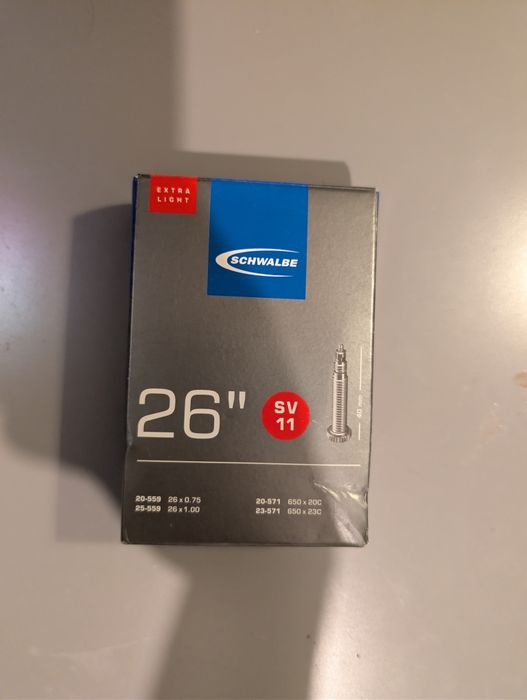 EXTRA
LIGHT
SCHWALBE
26"
SV
11
40 mm
20-559 26 x 0.75
25-559 26 x 1.00
20-571 650 x 20C
23-571 650 x 23C